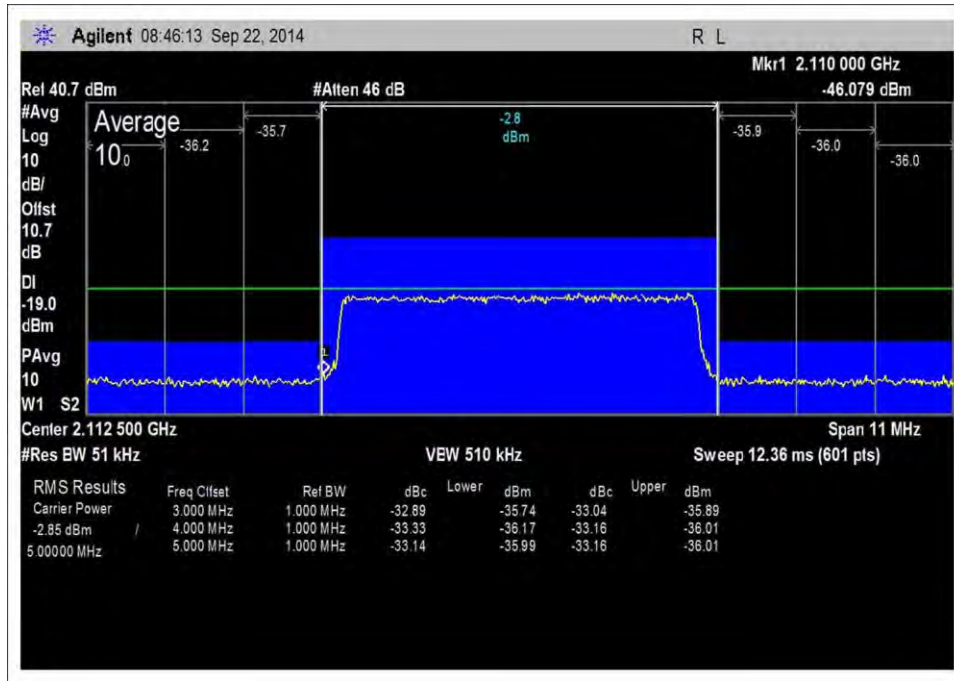 Agilent 08:46:13 Sep 22, 2014 R L
Mkr1 2.110 000 GHz
Ref 40.7 dBm #Atten 46 dB -46.079 dBm
#Avg
Log
10
dB/
Offst
10.7
dB
DI
-19.0
dBm
PAvg
10
W1 S2
Average
10 0
-36.2
-35.7
-2.8
dBm
-35.9
-36.0
-36.0
1
Center 2.112 500 GHz Span 11 MHz
#Res BW 51 kHz VBW 510 kHz Sweep 12.36 ms (601 pts)
RMS Results Freq Offset Ref BW dBc Lower dBm dBc Upper dBm
Carrier Power 3.000 MHz 1.000 MHz -32.89 -35.74 -33.04 -35.89
-2.85 dBm / 4.000 MHz 1.000 MHz -33.33 -36.17 -33.16 -36.01
5.00000 MHz 5.000 MHz 1.000 MHz -33.14 -35.99 -33.16 -36.01